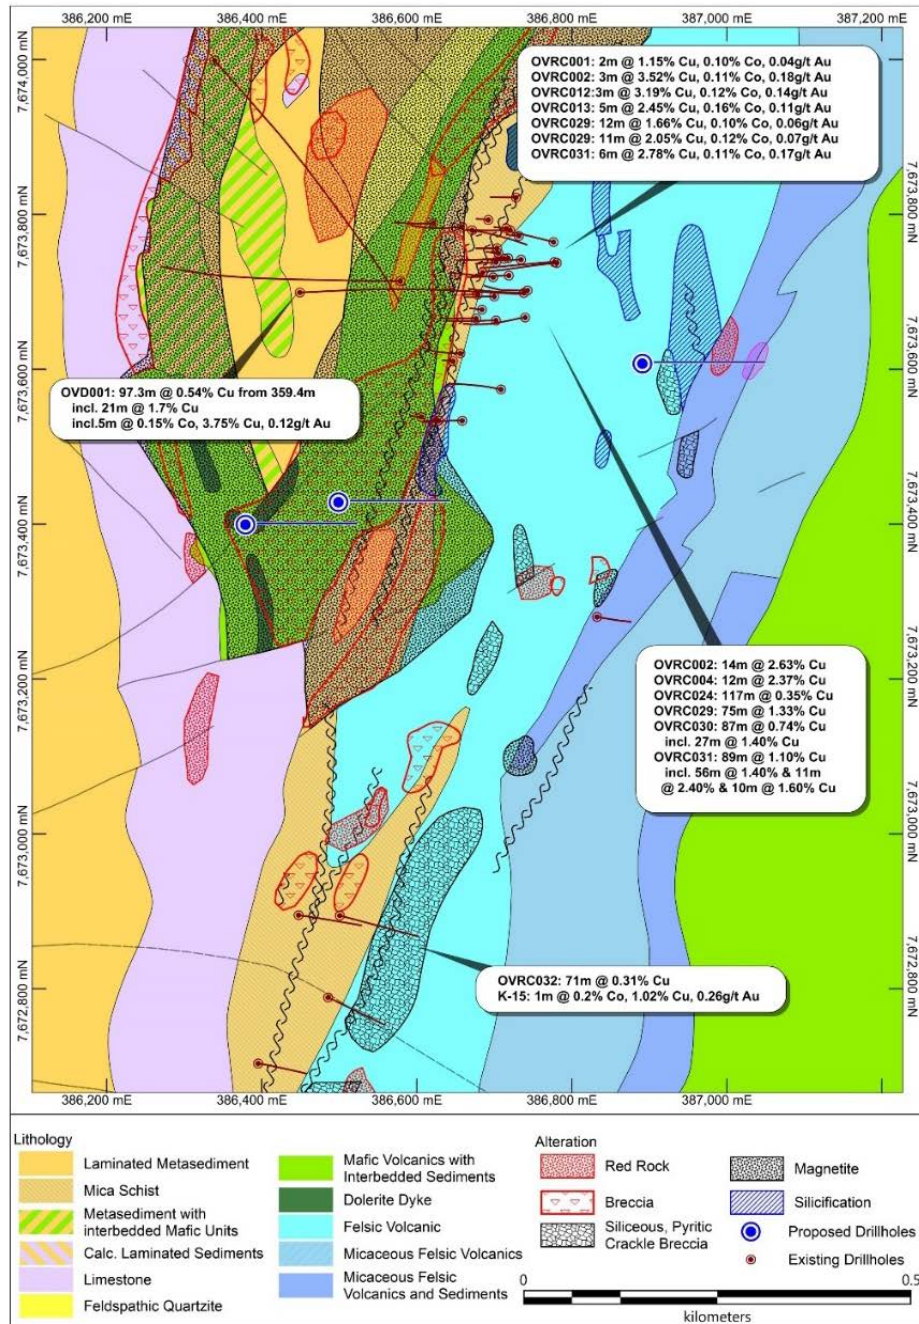 386,200 mE 386,400 mE 386,600 mE 386,800 mE 387,000 mE 387,200 mE
7,674,000 mN
7,673,800 mN
7,673,600 mN
7,673,400 mN
7,673,200 mN
7,673,000 mN
7,672,800 mN
OVRC001: 2m @ 1.15% Cu, 0.10% Co, 0.04g/t Au
OVRC002: 3m @ 3.52% Cu, 0.11% Co, 0.18g/t Au
OVRC012:3m @ 3.19% Cu, 0.12% Co, 0.14g/t Au
OVRC013: 5m @ 2.45% Cu, 0.16% Co, 0.11g/t Au
OVRC029: 12m @ 1.66% Cu, 0.10% Co, 0.06g/t Au
OVRC029: 11m @ 2.05% Cu, 0.12% Co, 0.07g/t Au
OVRC031: 6m @ 2.78% Cu, 0.11% Co, 0.17g/t Au
7,673,800 mN
7,673,600 mN
7,673,400 mN
7,673,200 mN
7,673,000 mN
7,672,800 mN
OVD001: 97.3m @ 0.54% Cu from 359.4m
incl. 21m @ 1.7% Cu
incl.5m @ 0.15% Co, 3.75% Cu, 0.12g/t Au
OVRC002: 14m @ 2.63% Cu
OVRC004: 12m @ 2.37% Cu
OVRC024: 117m @ 0.35% Cu
OVRC029: 75m @ 1.33% Cu
OVRC030: 87m @ 0.74% Cu
incl. 27m @ 1.40% Cu
OVRC031: 89m @ 1.10% Cu
incl. 56m @ 1.40% & 11m
@ 2.40% & 10m @ 1.60% Cu
OVRC032: 71m @ 0.31% Cu
K-15: 1m @ 0.2% Co, 1.02% Cu, 0.26g/t Au
386,200 mE 386,400 mE 386,600 mE 386,800 mE 387,000 mE
Lithology
Laminated Metasediment
Mica Schist
Metasediment with
interbedded Mafic Units
Calc. Laminated Sediments
Limestone
Feldspathic Quartzite
Mafic Volcanics with
Interbedded Sediments
Dolerite Dyke
Felsic Volcanic
Micaceous Felsic Volcanics
Micaceous Felsic
Volcanics and Sediments
Alteration
Red Rock
Breccia
Siliceous, Pyritic
Crackle Breccia
Magnetite
Silicification
Proposed Drillholes
Existing Drillholes
0 0.5
kilometers